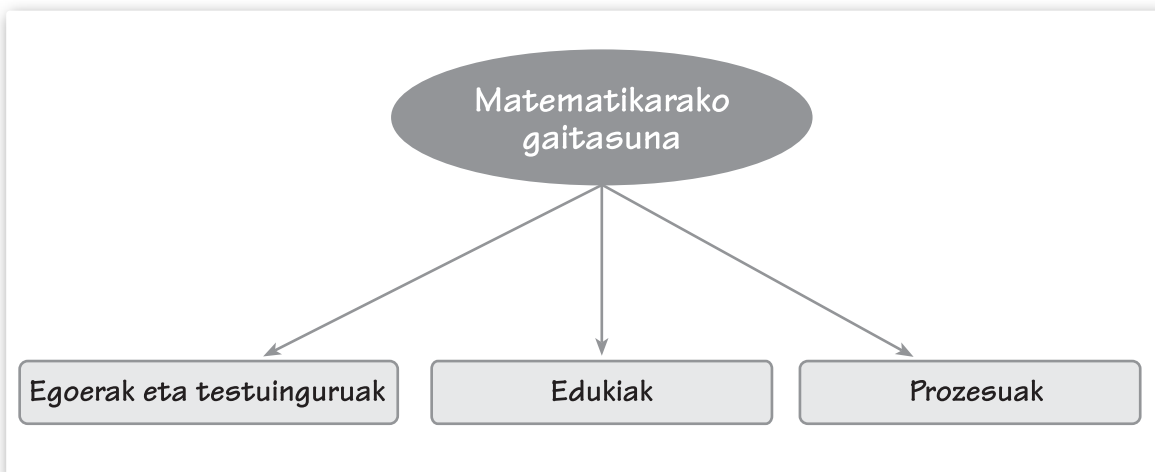 Matematikarako
gaitasuna
Egoerak eta testuinguruak
Edukiak
Prozesuak